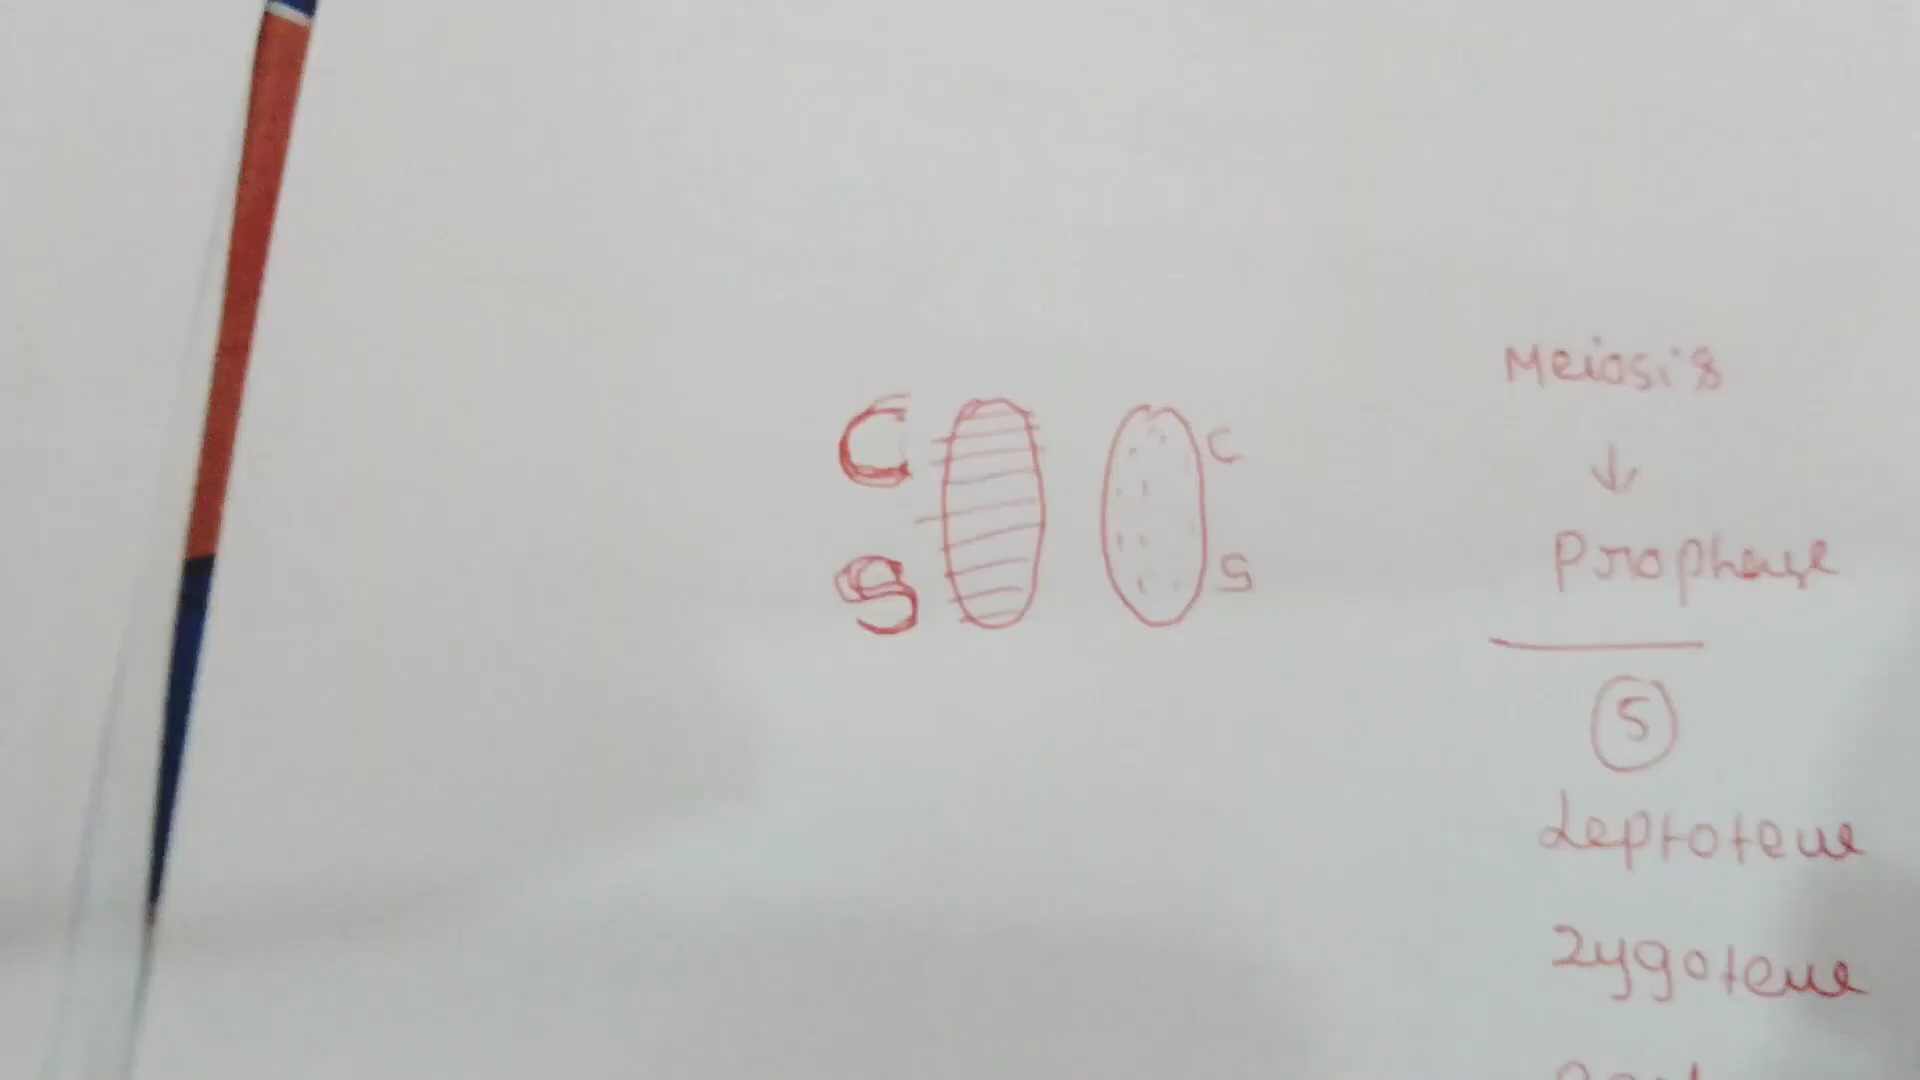 C
C
S
S
Meiosis
↓
Prophase
5
Leptotene
Zygotene